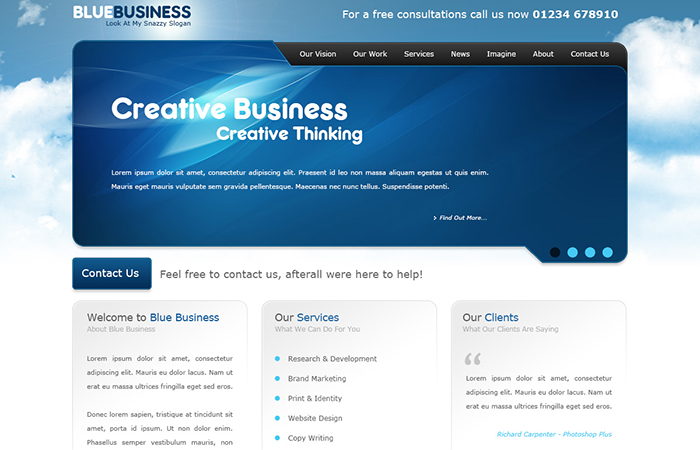 BLUEBUSINESS
Look At My Snazzy Slogan
For a free consultations call us now 01234 678910
Our Vision Our Work Services News Imagine About Contact Us
Creative Business
Creative Thinking
Lorem ipsum dolor sit amet, consectetur adipiscing elit. Praesent id leo non massa aliquam egestas ut quis enim.
Mauris eget mauris vulputate sem gravida pellentesque. Maecenas nec nunc tellus. Suspendisse potenti.
> Find Out More...
Contact Us
Feel free to contact us, afterall were here to help!
Welcome to Blue Business
About Blue Business
Lorem ipsum dolor sit amet, consectetur
adipiscing elit. Duis mollis ac lacus quis. Nam ut
erat eu massa ultrices fringilla eget sed eros.
Donec lorem sapien, tristique at tincidunt sit
amet, porta id ipsum. Ut non dolor enim.
Phasellus semper vestibulum mauris, non
Our Services
What We Can Do For You
Research & Development
Brand Marketing
Print & Identity
Website Design
Copy Writing
Our Clients
What Our Clients Are Saying
“
Lorem ipsum dolor sit amet, consectetur
adipiscing elit. Duis mollis ac lacus quis. Nam ut
erat eu massa ultrices fringilla eget sed eros.
Richard Carpenter - Photoshop Plus